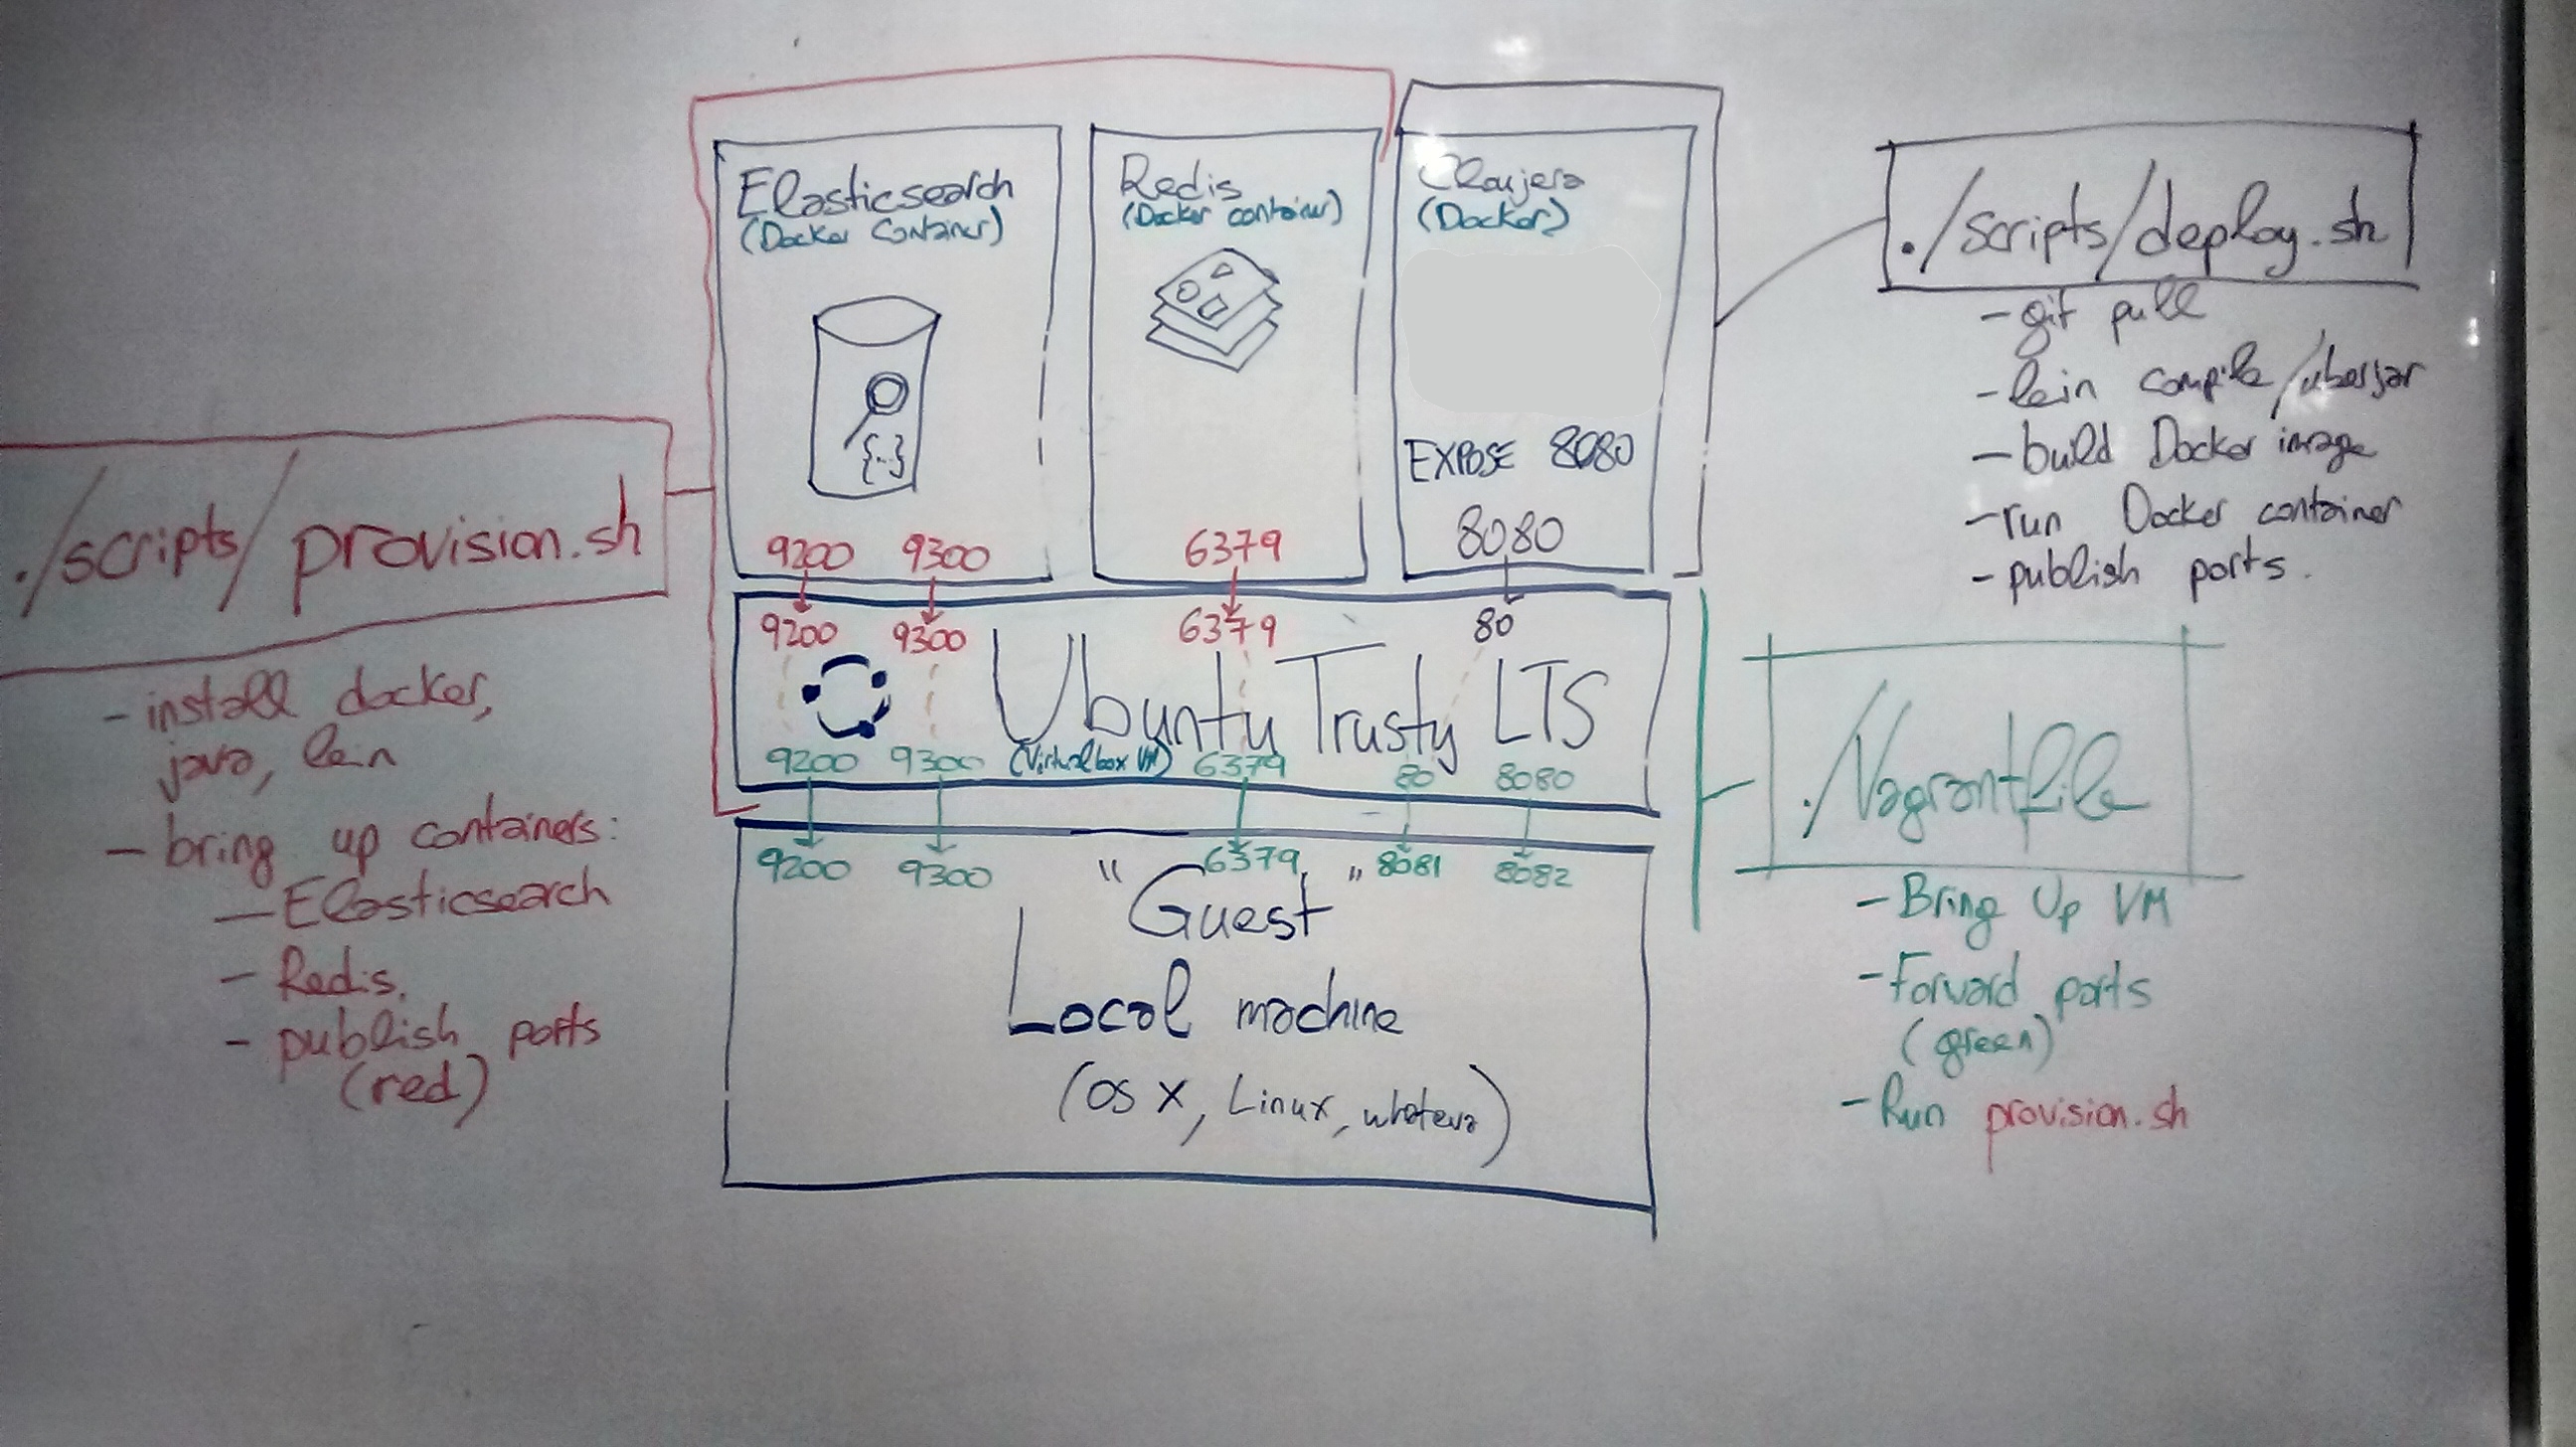 Elasticsearch
(Docker Container)
{...}
9200 9300
Redis
(Docker container)
6379
Cloujera
(Docker)
EXPOSE 8080
8080
9200 9300 6379 80
Ubuntu Trusty LTS
(Virtualbox VM)
9200 9300 6379 80 8080
9200 9300 6379 8081 8082
"Guest"
Local machine
(OS X, Linux, whateva)
./scripts/provision.sh
- install docker,
java, lein
- bring up containers:
- Elasticsearch
- Redis.
- publish ports
(red)
./scripts/deploy.sh
- git pull
- lein compile/uberjar
- build Docker image
- run Docker container
- publish ports.
./Vagrantfile
- Bring Up VM
- Forward ports
(green)
- Run provision.sh